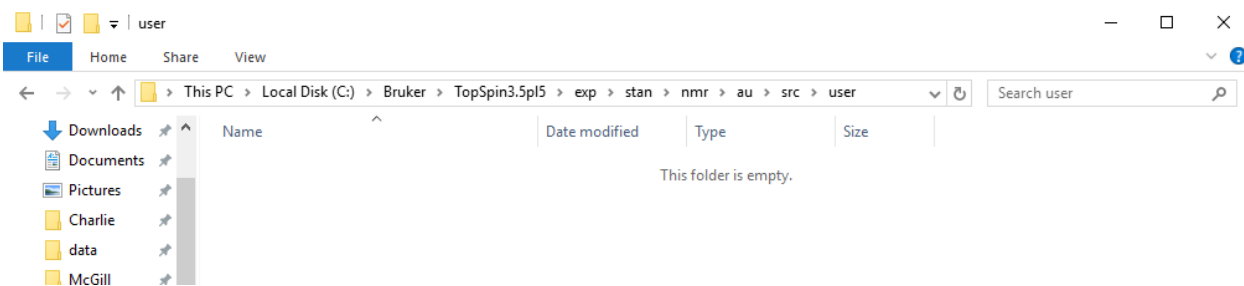 user
File Home Share View
This PC > Local Disk (C:) > Bruker > TopSpin3.5pl5 > exp > stan > nmr > au > src > user Search user
Downloads Name Date modified Type Size
Documents
This folder is empty.
Pictures
Charlie
data
McGill